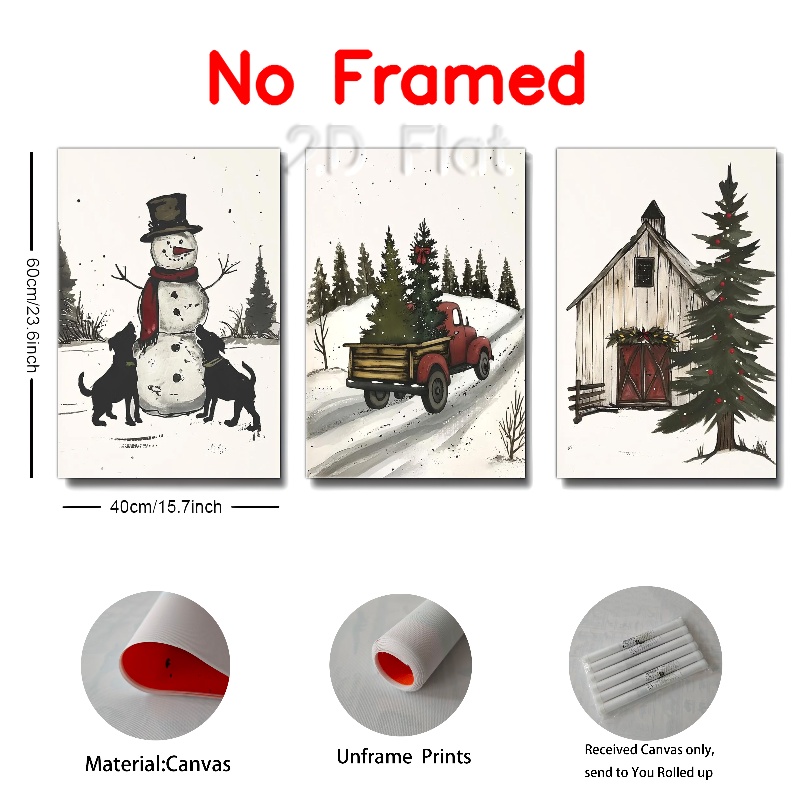 No Framed
2D Flat
60cm/23.6inch
40cm/15.7inch
Material:Canvas
Unframe Prints
Received Canvas only,
send to You Rolled up